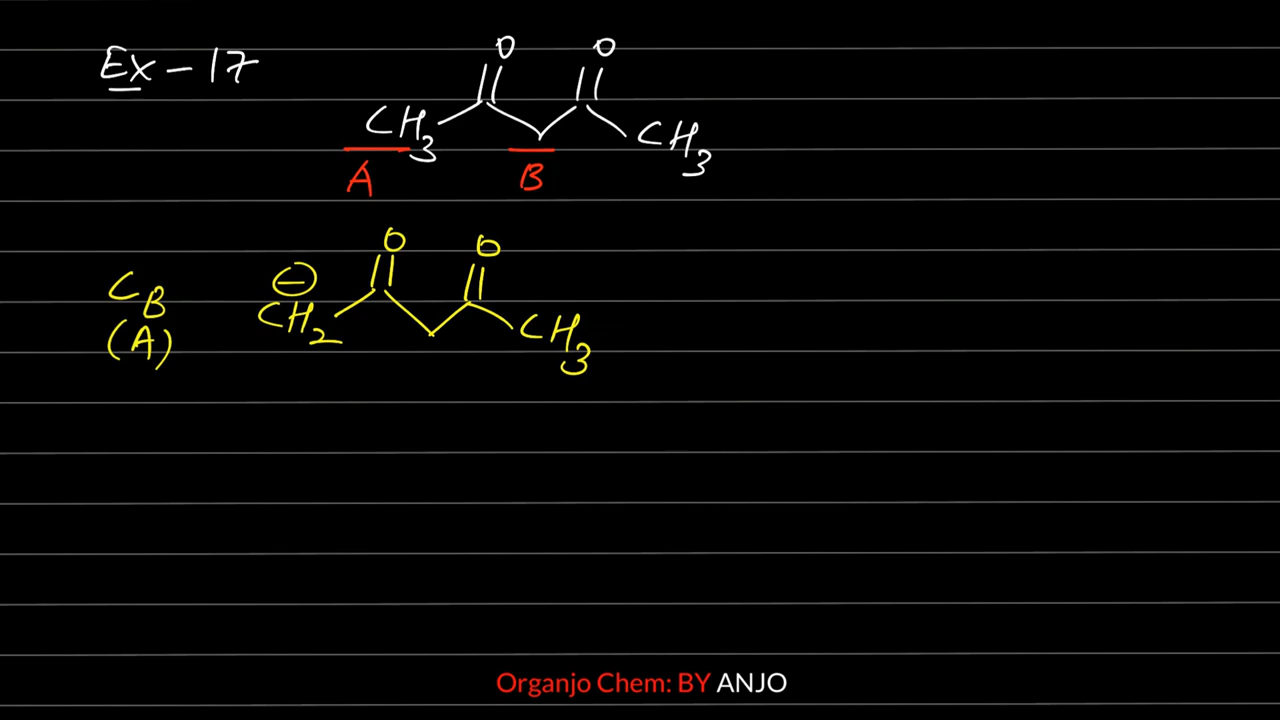 Ex - 17
O O
CH3 CH3
A B
O O
⊖
CB CH2 CH3
(A)
Organjo Chem: BY ANJO